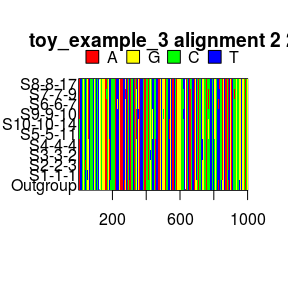 toy_example_3 alignment 2
A G C T
S8-8-17
S7-7-9
S6-6-7
S9-9-10
S10-10-14
S5-5-11
S4-4-4
S3-3-2
S1-1-1
Outgroup
200 600 1000